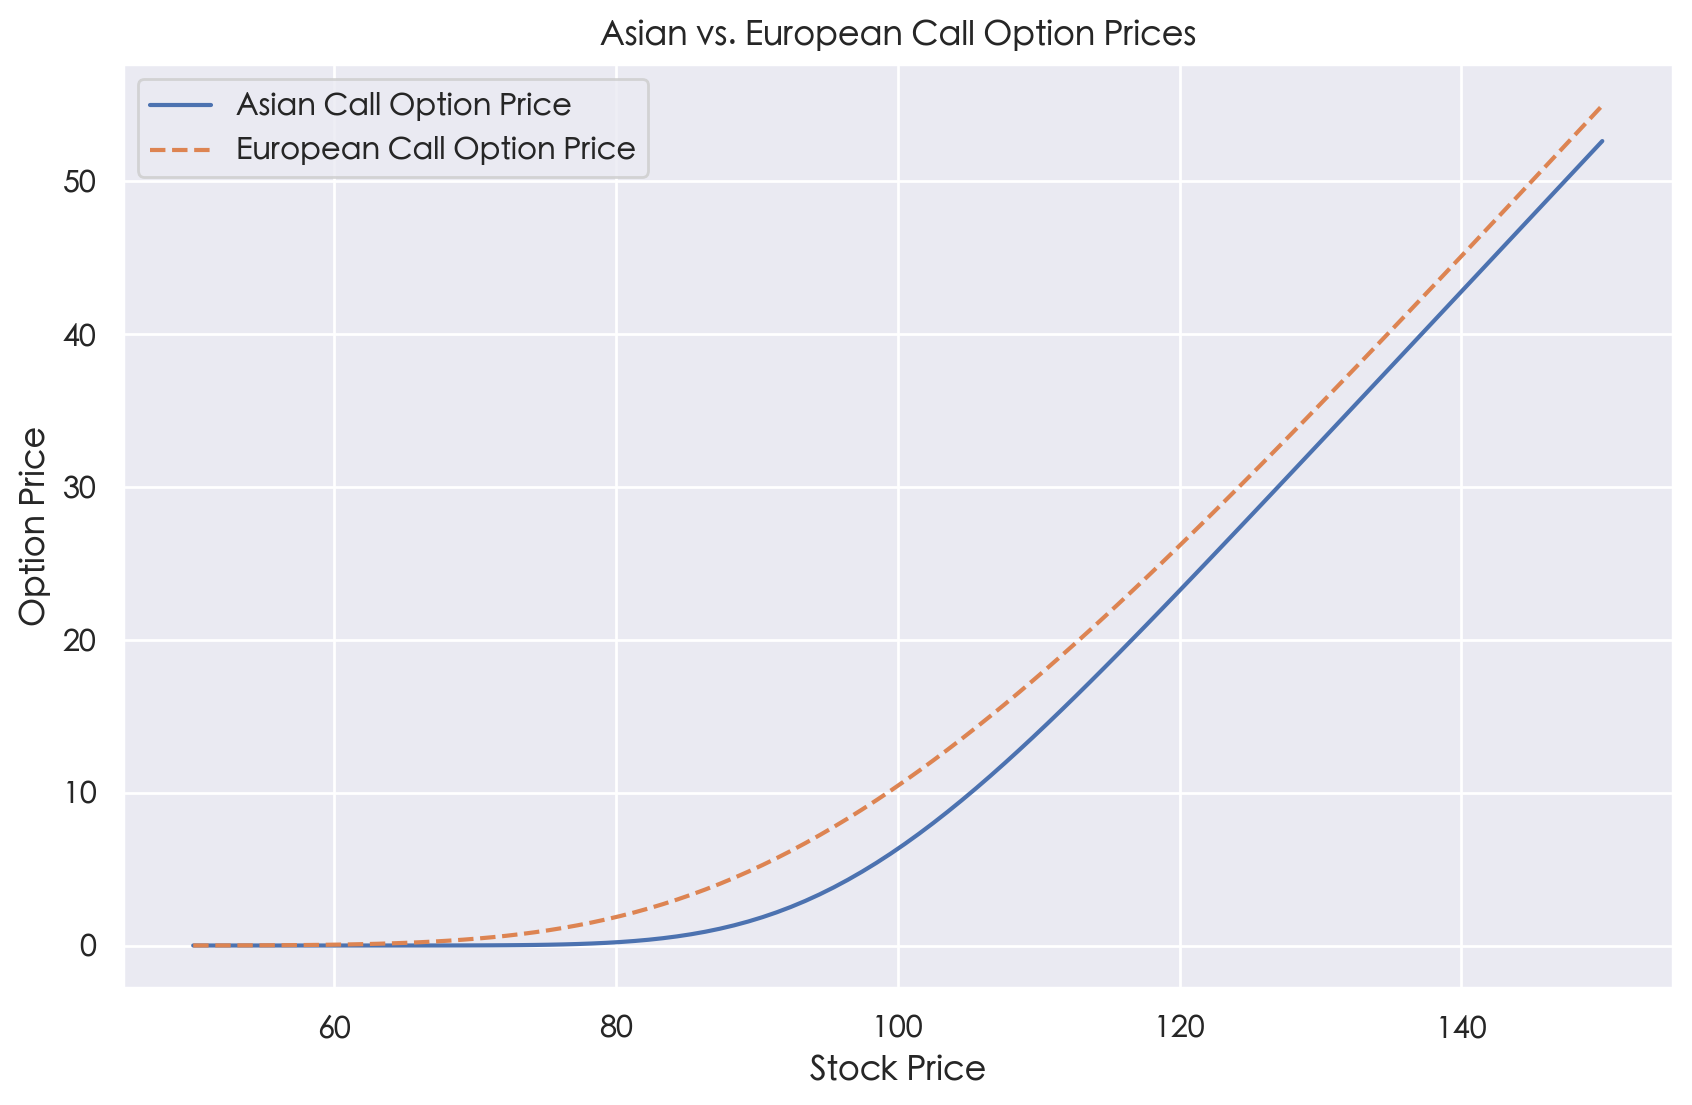 Asian vs. European Call Option Prices
Asian Call Option Price
European Call Option Price
50
40
30
20
10
0
Option Price
60 80 100 120 140
Stock Price